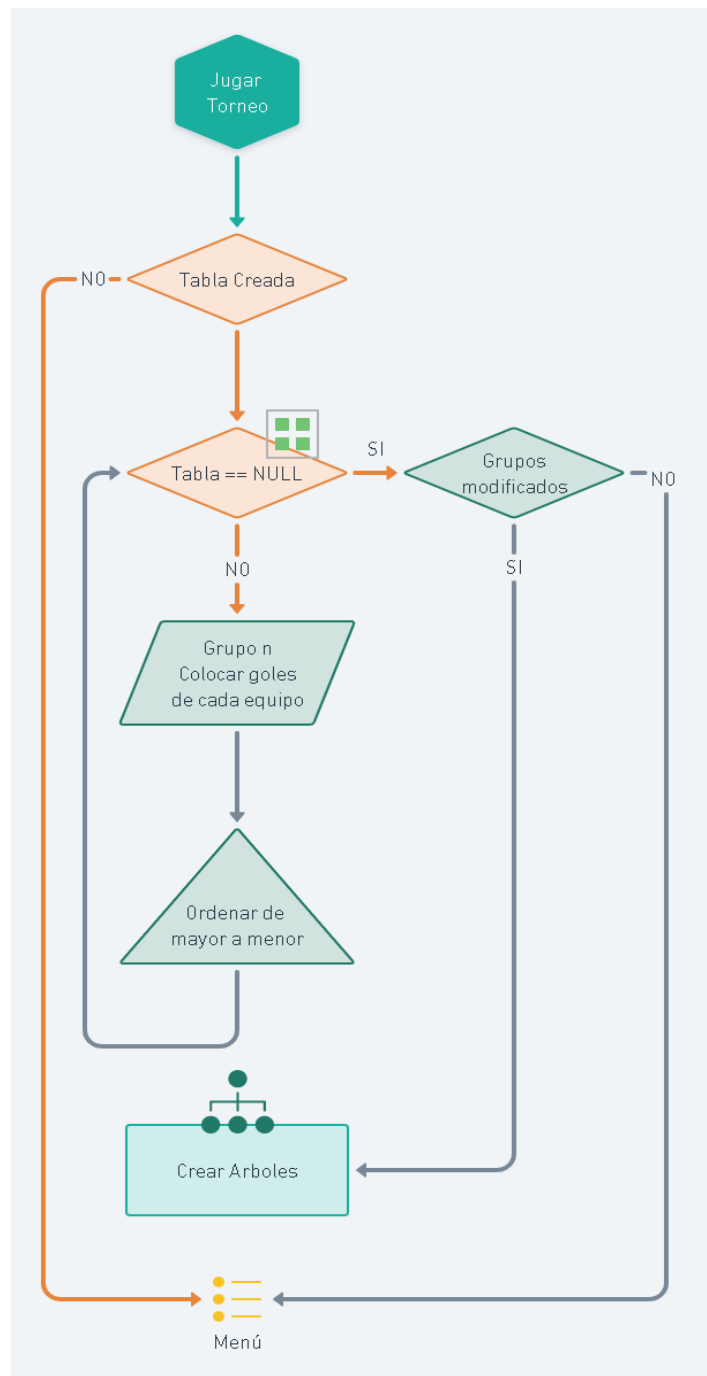 Jugar
Torneo
NO
Tabla Creada
Tabla == NULL
SI
Grupos
modificados
NO
NO
SI
Grupo n
Colocar goles
de cada equipo
Ordenar de
mayor a menor
Crear Arboles
Menú